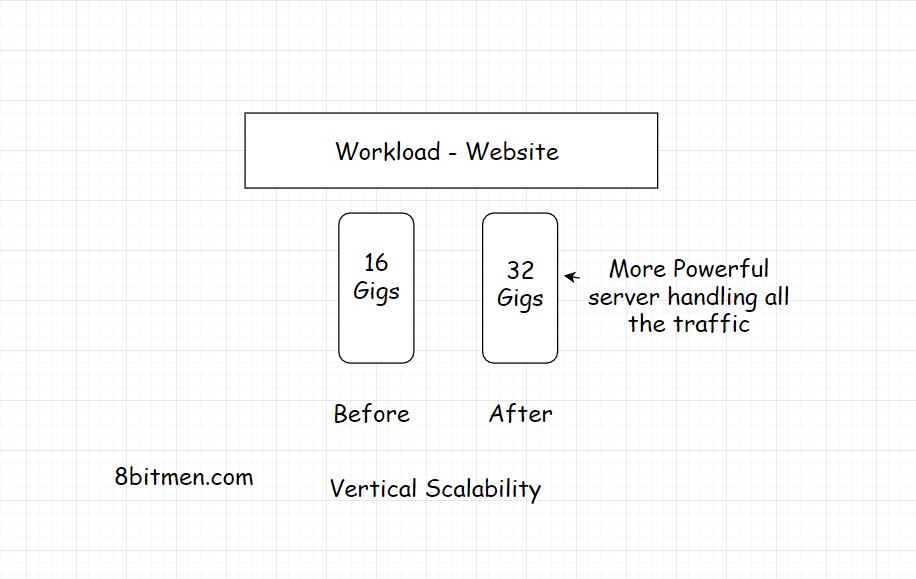 Workload - Website
16
Gigs
32
Gigs
More Powerful
server handling all
the traffic
Before
After
8bitmen.com
Vertical Scalability